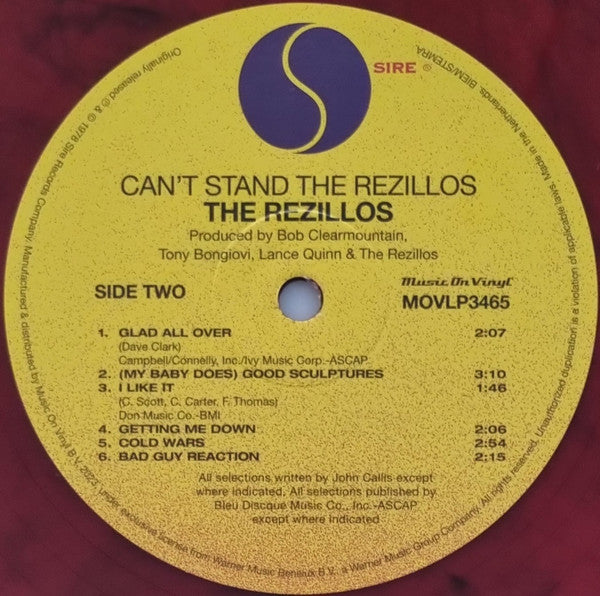 SIRE ®
CAN'T STAND THE REZILLOS
THE REZILLOS
Produced by Bob Clearmountain,
Tony Bongiovi, Lance Quinn & The Rezillos
SIDE TWO
Music On Vinyl
MOVLP3465
1. GLAD ALL OVER 2:07
(Dave Clark)
Campbell/Connelly, Inc./Ivy Music Corp.-ASCAP
2. (MY BABY DOES) GOOD SCULPTURES 3:10
3. I LIKE IT 1:46
(C. Scott, C. Carter, F. Thomas)
Don Music Co.-BMI
4. GETTING ME DOWN 2:06
5. COLD WARS 2:54
6. BAD GUY REACTION 2:15
All selections written by John Callis except
where indicated. All selections published by
Bleu Discque Music Co., Inc.-ASCAP
except where indicated
Originally released ℗ & © 1978 Sire Records Company. Manufactured & distributed by Music On Vinyl B.V. 2023, under exclusive license from Warner Music Benelux B.V. a Warner Music Group Company. All rights reserved. Unauthorized duplication is a violation of applicable laws. Made in the Netherlands. BIEM/STEMRA.